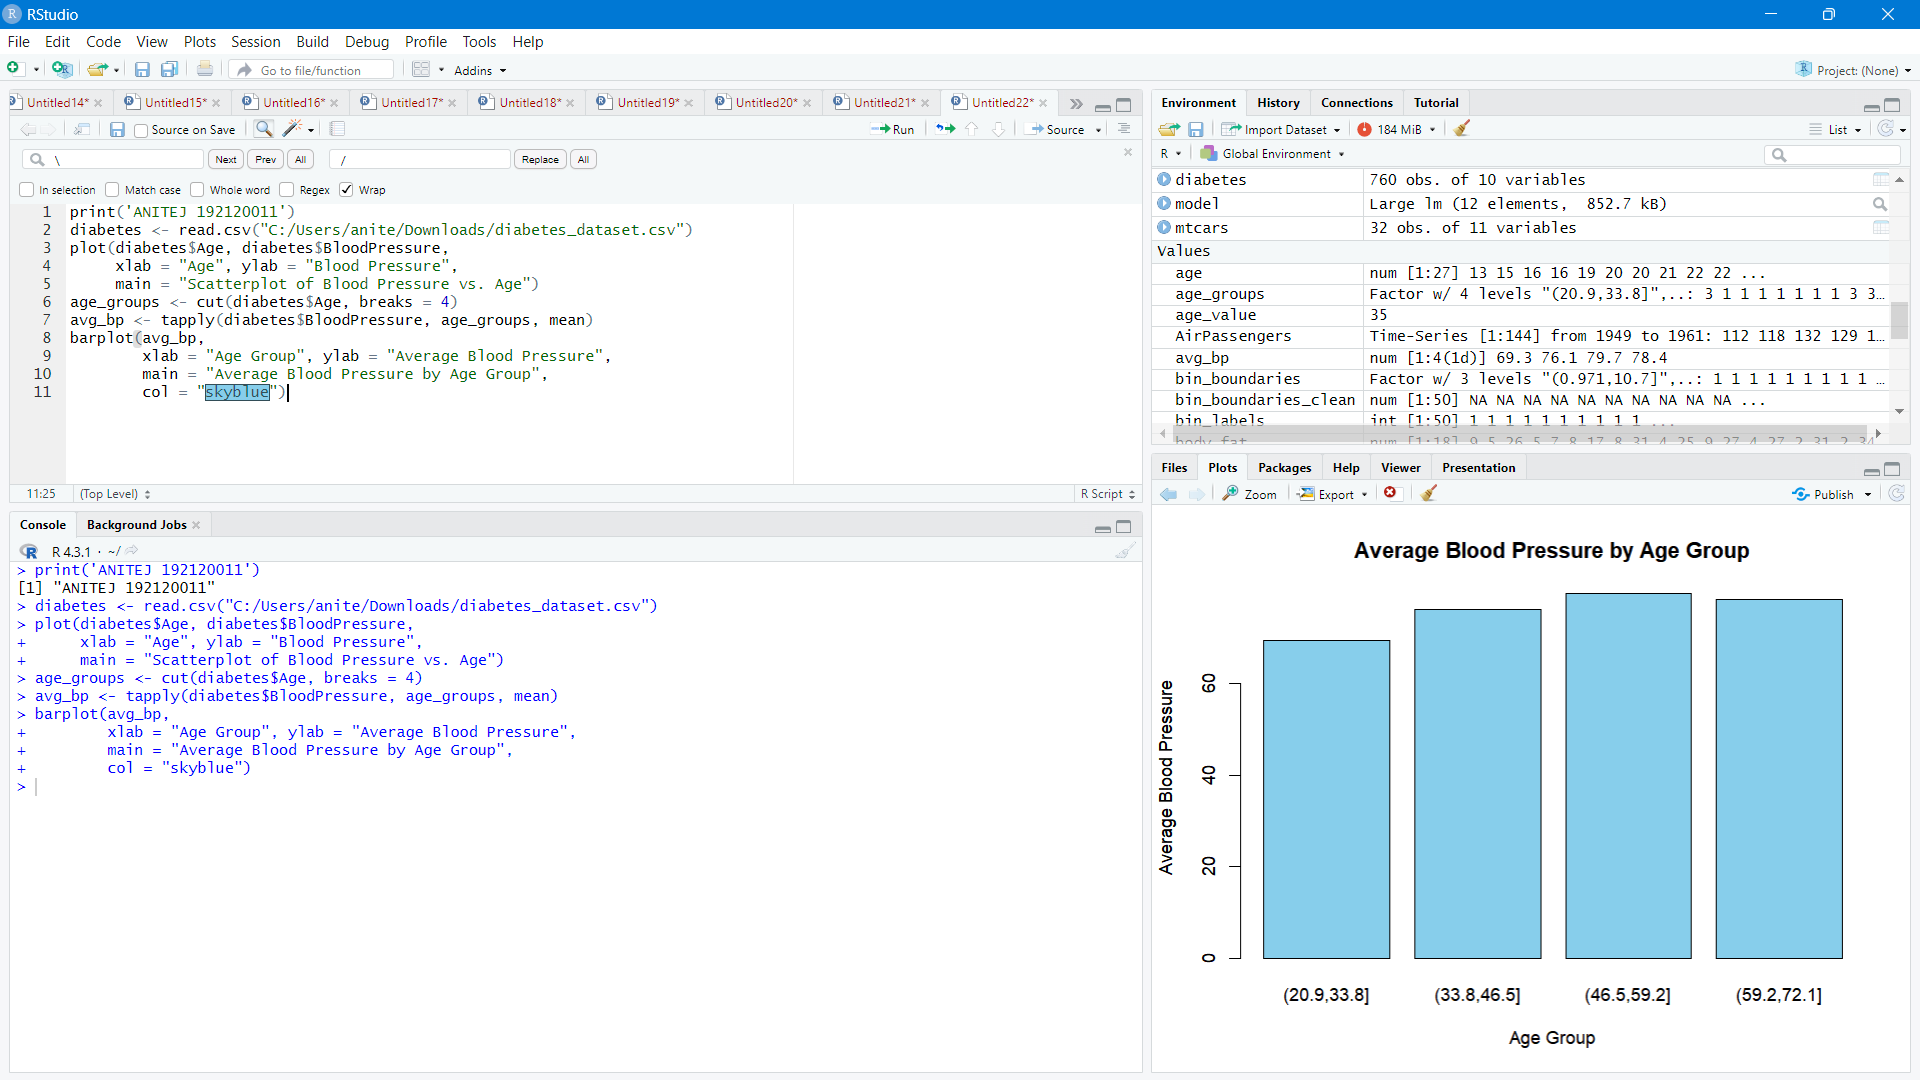 RStudio
File Edit Code View Plots Session Build Debug Profile Tools Help
Go to file/function Addins Project: (None)
Untitled14* Untitled15* Untitled16* Untitled17* Untitled18* Untitled19* Untitled20* Untitled21* Untitled22*
Source on Save Run Source
\ Next Prev All / Replace All
In selection Match case Whole word Regex Wrap
1 print('ANITEJ 192120011')
2 diabetes <- read.csv("C:/Users/anite/Downloads/diabetes_dataset.csv")
3 plot(diabetes$Age, diabetes$BloodPressure,
4 xlab = "Age", ylab = "Blood Pressure",
5 main = "Scatterplot of Blood Pressure vs. Age")
6 age_groups <- cut(diabetes$Age, breaks = 4)
7 avg_bp <- tapply(diabetes$BloodPressure, age_groups, mean)
8 barplot(avg_bp,
9 xlab = "Age Group", ylab = "Average Blood Pressure",
10 main = "Average Blood Pressure by Age Group",
11 col = "skyblue")
11:25 (Top Level) R Script
Console Background Jobs
R 4.3.1 · ~/
> print('ANITEJ 192120011')
[1] "ANITEJ 192120011"
> diabetes <- read.csv("C:/Users/anite/Downloads/diabetes_dataset.csv")
> plot(diabetes$Age, diabetes$BloodPressure,
+ xlab = "Age", ylab = "Blood Pressure",
+ main = "Scatterplot of Blood Pressure vs. Age")
> age_groups <- cut(diabetes$Age, breaks = 4)
> avg_bp <- tapply(diabetes$BloodPressure, age_groups, mean)
> barplot(avg_bp,
+ xlab = "Age Group", ylab = "Average Blood Pressure",
+ main = "Average Blood Pressure by Age Group",
+ col = "skyblue")
>
Environment History Connections Tutorial
Import Dataset 184 MiB List
R Global Environment
diabetes 760 obs. of 10 variables
model Large lm (12 elements, 852.7 kB)
mtcars 32 obs. of 11 variables
Values
age num [1:27] 13 15 16 16 19 20 20 21 22 22 ...
age_groups Factor w/ 4 levels "(20.9,33.8]",..: 3 1 1 1 1 1 1 1 3 3…
age_value 35
AirPassengers Time-Series [1:144] from 1949 to 1961: 112 118 132 129 1…
avg_bp num [1:4(1d)] 69.3 76.1 79.7 78.4
bin_boundaries Factor w/ 3 levels "(0.971,10.7]",..: 1 1 1 1 1 1 1 1 1 …
bin_boundaries_clean num [1:50] NA NA NA NA NA NA NA NA NA NA ...
bin_labels int [1:50] 1 1 1 1 1 1 1 1 1 1 ...
body_fat num [1:18]
Files Plots Packages Help Viewer Presentation
Zoom Export Publish
Average Blood Pressure by Age Group
Average Blood Pressure
60
40
20
0
(20.9,33.8] (33.8,46.5] (46.5,59.2] (59.2,72.1]
Age Group